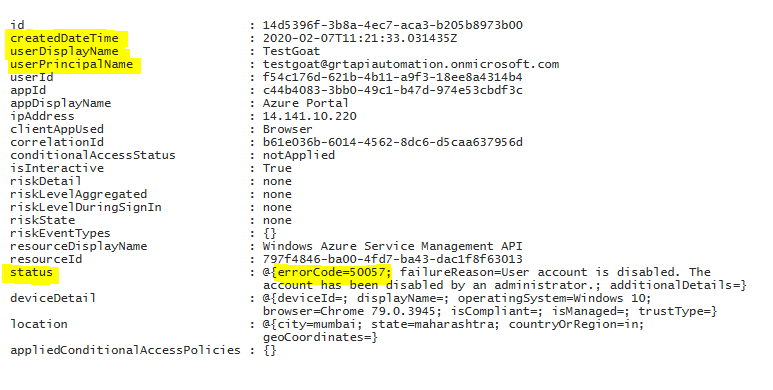 id : 14d5396f-3b8a-4ec7-aca3-b205b8973b00
createdDateTime : 2020-02-07T11:21:33.031435Z
userDisplayName : TestGoat
userPrincipalName : testgoat@grtapiautomation.onmicrosoft.com
userId : f54c176d-621b-4b11-a9f3-18ee8a4314b4
appId : c44b4083-3bb0-49c1-b47d-974e53cbdf3c
appDisplayName : Azure Portal
ipAddress : 14.141.10.220
clientAppUsed : Browser
correlationId : b61e036b-6014-4562-8dc6-d5caa637956d
conditionalAccessStatus : notApplied
isInteractive : True
riskDetail : none
riskLevelAggregated : none
riskLevelDuringSignIn : none
riskState : none
riskEventTypes : {}
resourceDisplayName : Windows Azure Service Management API
resourceId : 797f4846-ba00-4fd7-ba43-dac1f8f63013
status : @{errorCode=50057; failureReason=User account is disabled. The
account has been disabled by an administrator.; additionalDetails=}
deviceDetail : @{deviceId=; displayName=; operatingSystem=Windows 10;
browser=Chrome 79.0.3945; isCompliant=; isManaged=; trustType=}
location : @{city=mumbai; state=maharashtra; countryOrRegion=in;
geoCoordinates=}
appliedConditionalAccessPolicies : {}